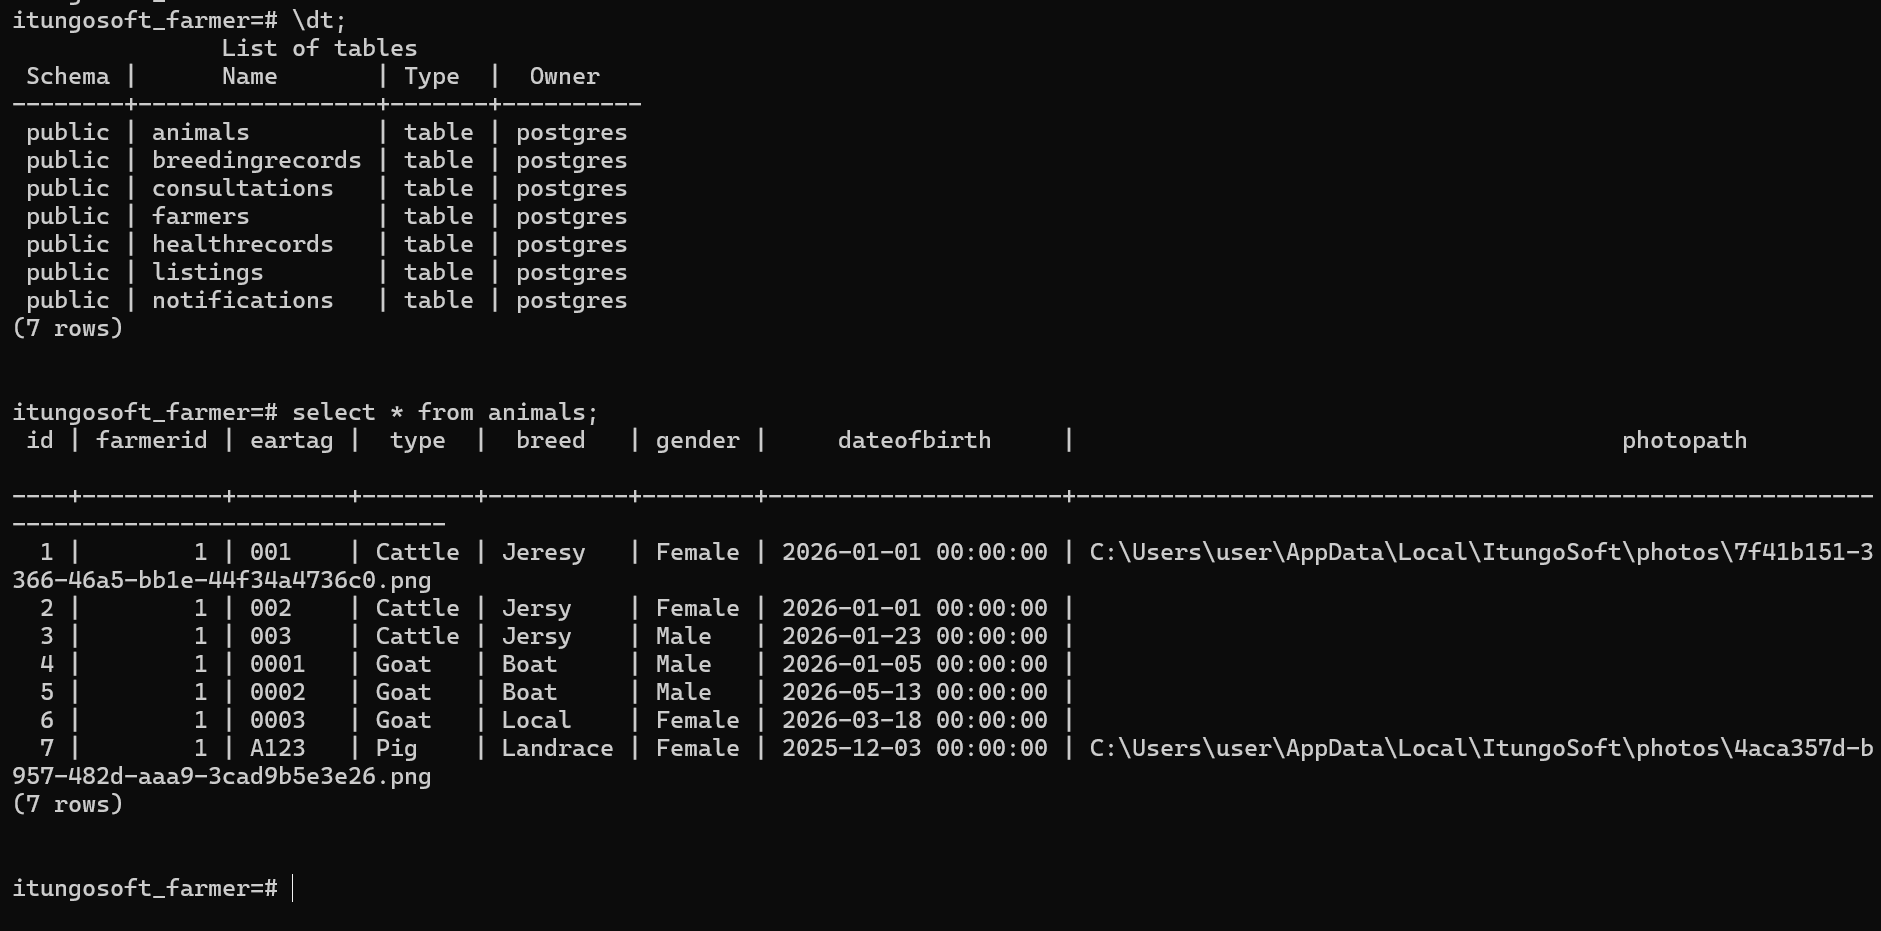 itungosoft_farmer=# \dt;
List of tables
Schema | Name | Type | Owner
--------+-----------------+-------+----------
public | animals | table | postgres
public | breedingrecords | table | postgres
public | consultations | table | postgres
public | farmers | table | postgres
public | healthrecords | table | postgres
public | listings | table | postgres
public | notifications | table | postgres
(7 rows)
itungosoft_farmer=# select * from animals;
id | farmerid | eartag | type | breed | gender | dateofbirth | photopath
----+----------+--------+--------+----------+--------+---------------------+---------------------------------------------------------
-------------------------------
1 | 1 | 001 | Cattle | Jeresy | Female | 2026-01-01 00:00:00 | C:\Users\user\AppData\Local\ItungoSoft\photos\7f41b151-3
366-46a5-bb1e-44f34a4736c0.png
2 | 1 | 002 | Cattle | Jersy | Female | 2026-01-01 00:00:00 |
3 | 1 | 003 | Cattle | Jersy | Male | 2026-01-23 00:00:00 |
4 | 1 | 0001 | Goat | Boat | Male | 2026-01-05 00:00:00 |
5 | 1 | 0002 | Goat | Boat | Male | 2026-05-13 00:00:00 |
6 | 1 | 0003 | Goat | Local | Female | 2026-03-18 00:00:00 |
7 | 1 | A123 | Pig | Landrace | Female | 2025-12-03 00:00:00 | C:\Users\user\AppData\Local\ItungoSoft\photos\4aca357d-b
957-482d-aaa9-3cad9b5e3e26.png
(7 rows)
itungosoft_farmer=#